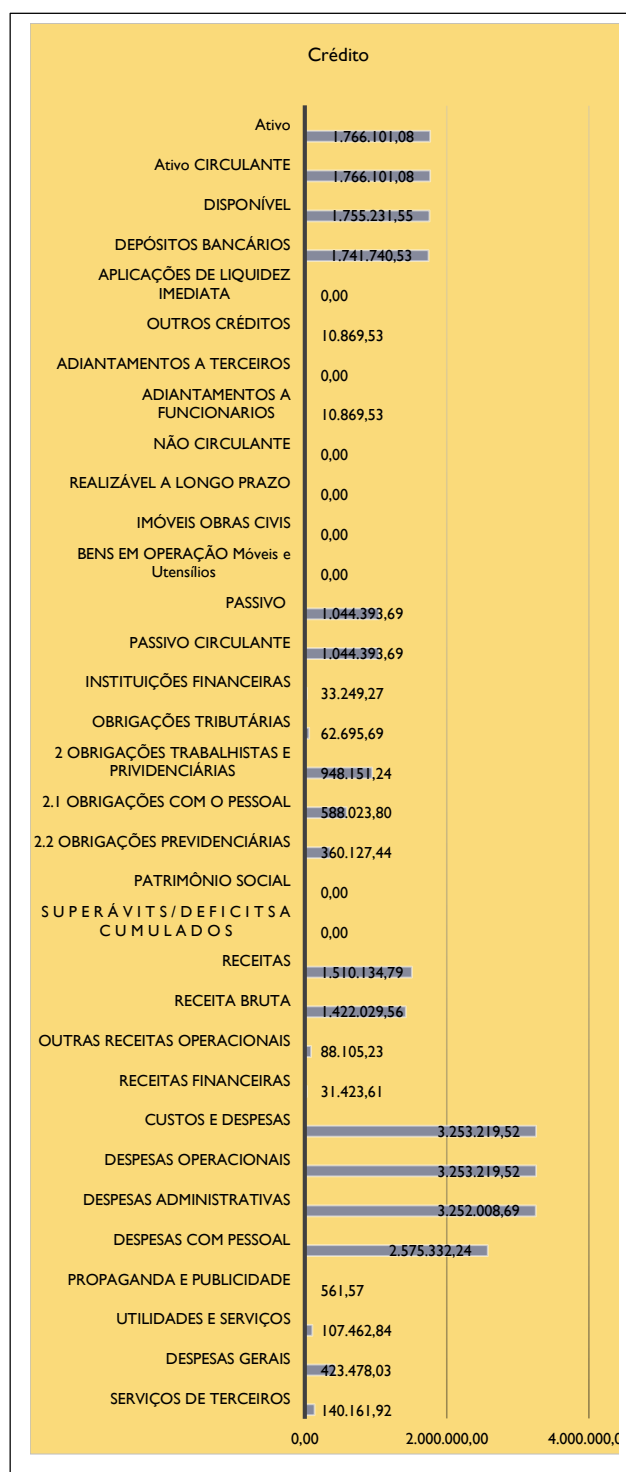 Crédito
Ativo
1.766.101,08
Ativo CIRCULANTE
1.766.101,08
DISPONÍVEL
1.755.231,55
DEPÓSITOS BANCÁRIOS
1.741.740,53
APLICAÇÕES DE LIQUIDEZ
IMEDIATA
0,00
OUTROS CRÉDITOS
10.869,53
ADIANTAMENTOS A TERCEIROS
0,00
ADIANTAMENTOS A
FUNCIONARIOS
10.869,53
NÃO CIRCULANTE
0,00
REALIZÁVEL A LONGO PRAZO
0,00
IMÓVEIS OBRAS CIVIS
0,00
BENS EM OPERAÇÃO Móveis e
Utensílios
0,00
PASSIVO
1.044.393,69
PASSIVO CIRCULANTE
1.044.393,69
INSTITUIÇÕES FINANCEIRAS
33.249,27
OBRIGAÇÕES TRIBUTÁRIAS
62.695,69
2 OBRIGAÇÕES TRABALHISTAS E
PRIVIDENCIÁRIAS
948.151,24
2.1 OBRIGAÇÕES COM O PESSOAL
588.023,80
2.2 OBRIGAÇÕES PREVIDENCIÁRIAS
360.127,44
PATRIMÔNIO SOCIAL
0,00
S U P E R Á V I T S / D E F I C I T S A
C U M U L A D O S
0,00
RECEITAS
1.510.134,79
RECEITA BRUTA
1.422.029,56
OUTRAS RECEITAS OPERACIONAIS
88.105,23
RECEITAS FINANCEIRAS
31.423,61
CUSTOS E DESPESAS
3.253.219,52
DESPESAS OPERACIONAIS
3.253.219,52
DESPESAS ADMINISTRATIVAS
3.252.008,69
DESPESAS COM PESSOAL
2.575.332,24
PROPAGANDA E PUBLICIDADE
561,57
UTILIDADES E SERVIÇOS
107.462,84
DESPESAS GERAIS
423.478,03
SERVIÇOS DE TERCEIROS
140.161,92
0,00 2.000.000,00 4.000.000,0